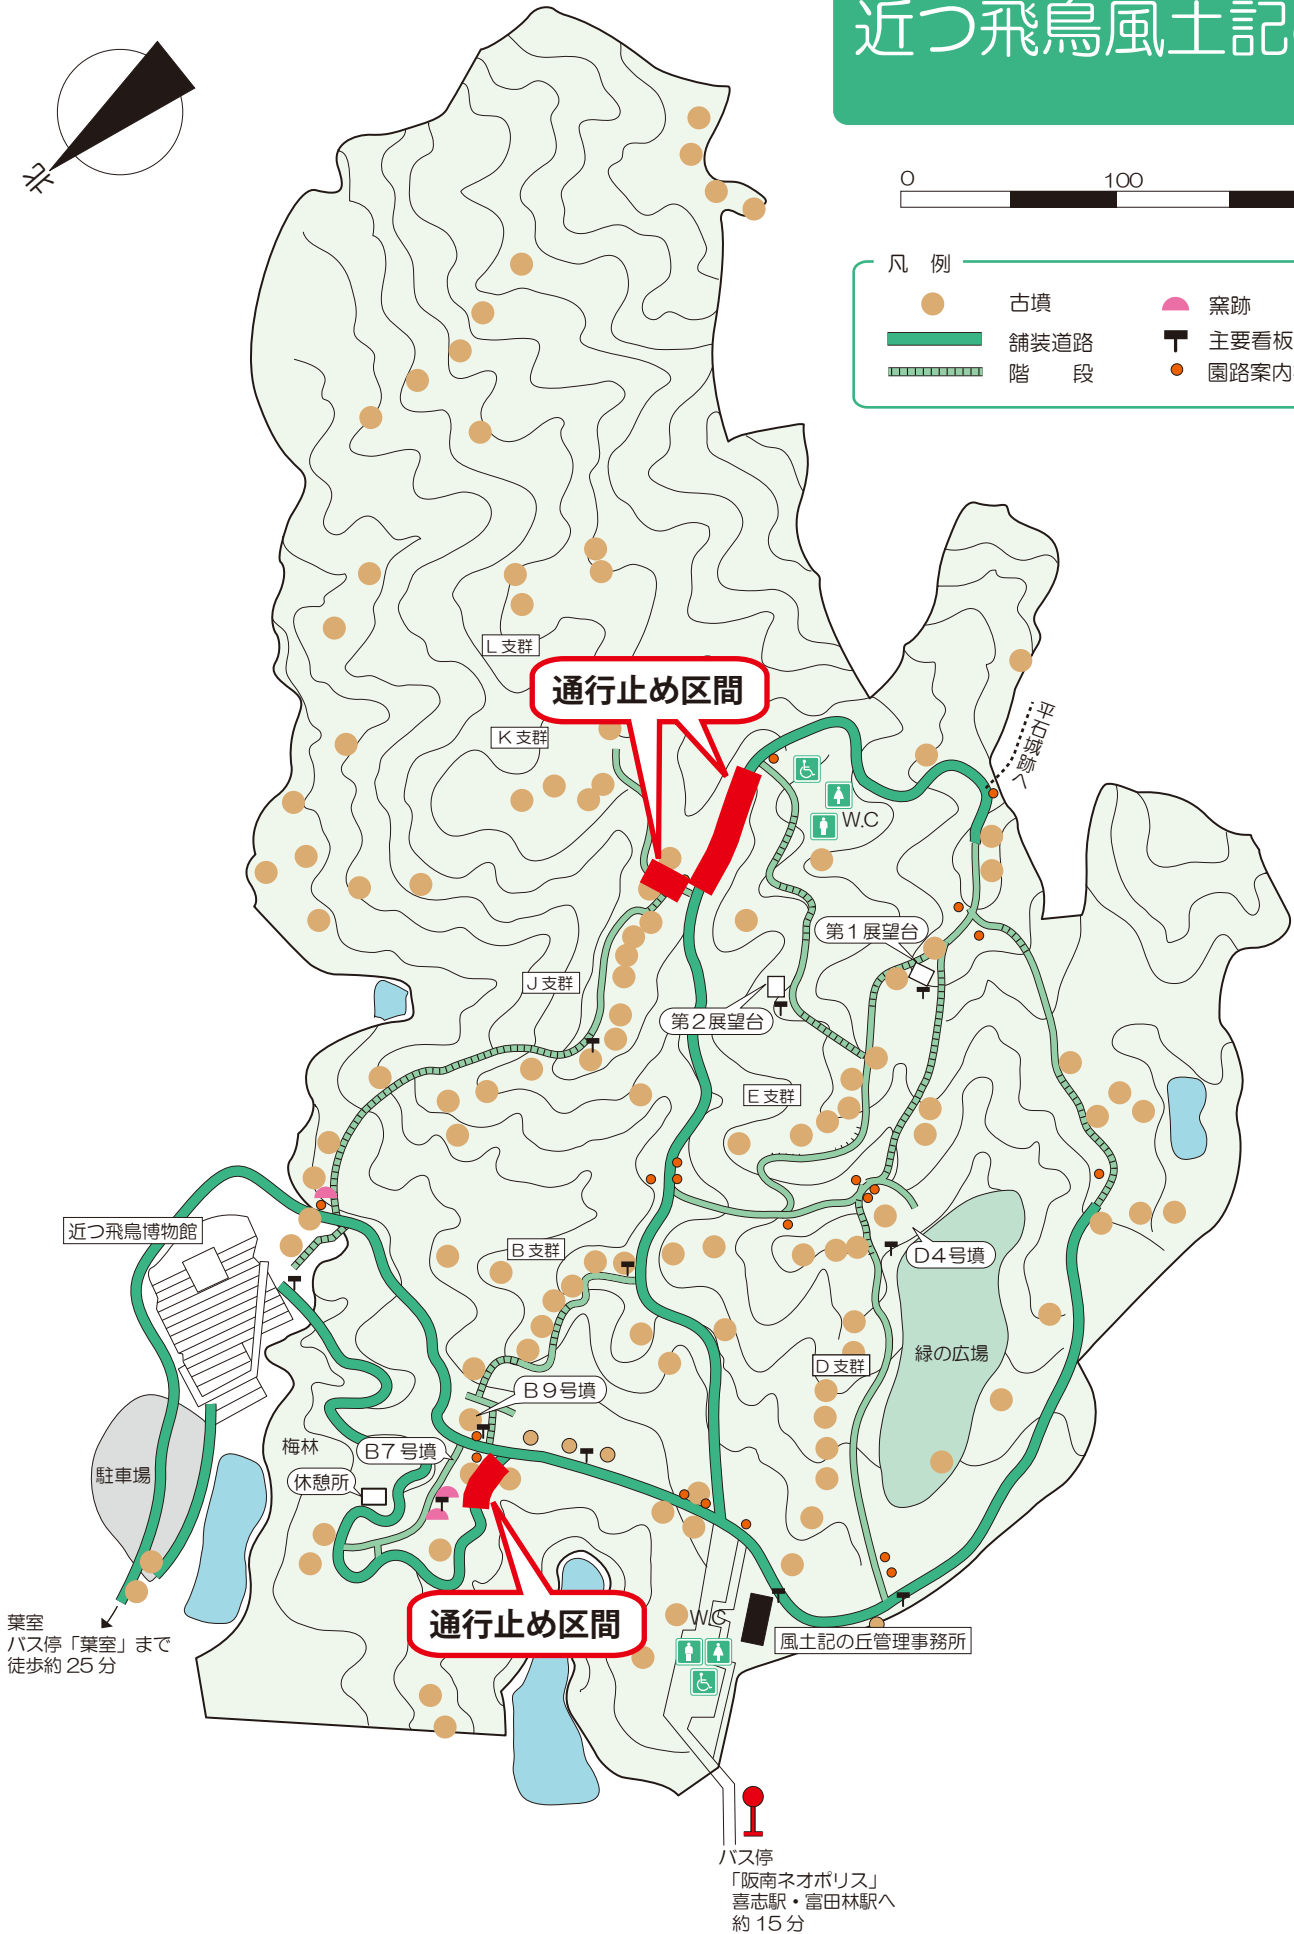 近つ飛鳥風土記
北
0
100
凡　例
古墳
窯跡
舗装道路
主要看板
階　段
園路案内
L支群
通行止め区間
K支群
平石城跡へ
W.C
第1展望台
J支群
第2展望台
E支群
近つ飛鳥博物館
B支群
D4号墳
緑の広場
D支群
B9号墳
梅林
B7号墳
駐車場
休憩所
葉室
バス停「葉室」まで
徒歩約25分
通行止め区間
W.C
風土記の丘管理事務所
バス停
「阪南ネオポリス」
喜志駅・富田林駅へ
約15分